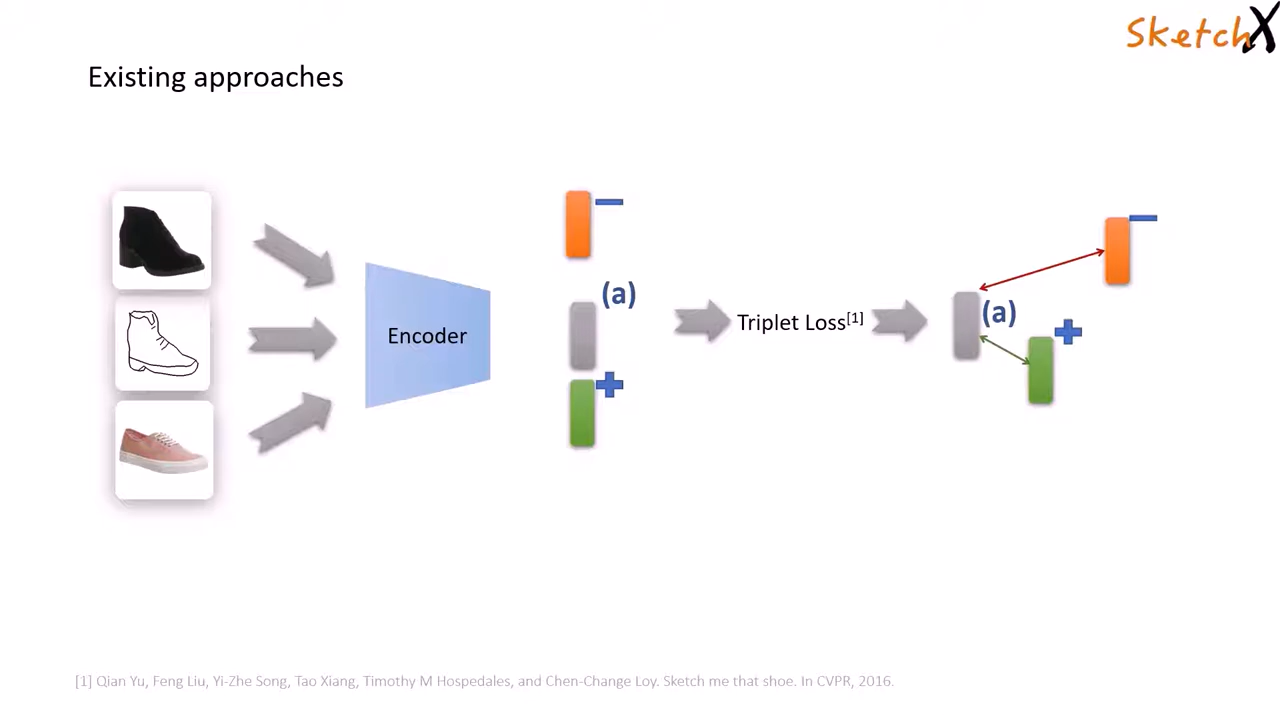 SketchX
Existing approaches
(a)
Encoder
Triplet Loss[1]
(a)
[1] Qian Yu, Feng Liu, Yi-Zhe Song, Tao Xiang, Timothy M Hospedales, and Chen-Change Loy. Sketch me that shoe. In CVPR, 2016.